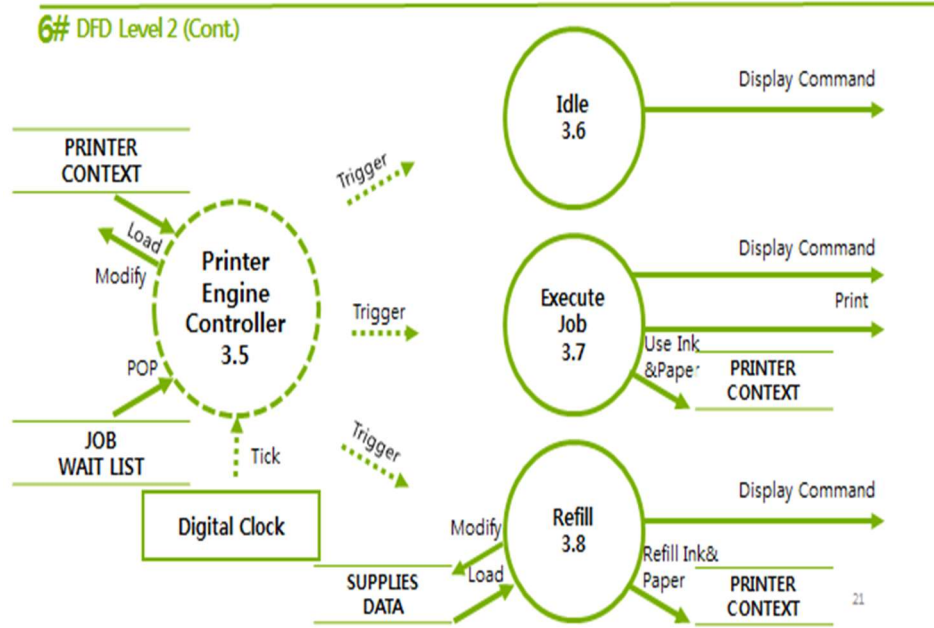 6# DFD Level 2 (Cont.)
PRINTER
CONTEXT
Load
Modify
Printer
Engine
Controller
3.5
POP
JOB
WAIT LIST
Tick
Digital Clock
Trigger
Trigger
Trigger
Idle
3.6
Display Command
Execute
Job
3.7
Display Command
Print
Use Ink
&Paper
PRINTER
CONTEXT
Refill
3.8
Display Command
Modify
Load
SUPPLIES
DATA
Refill Ink&
Paper
PRINTER
CONTEXT
21